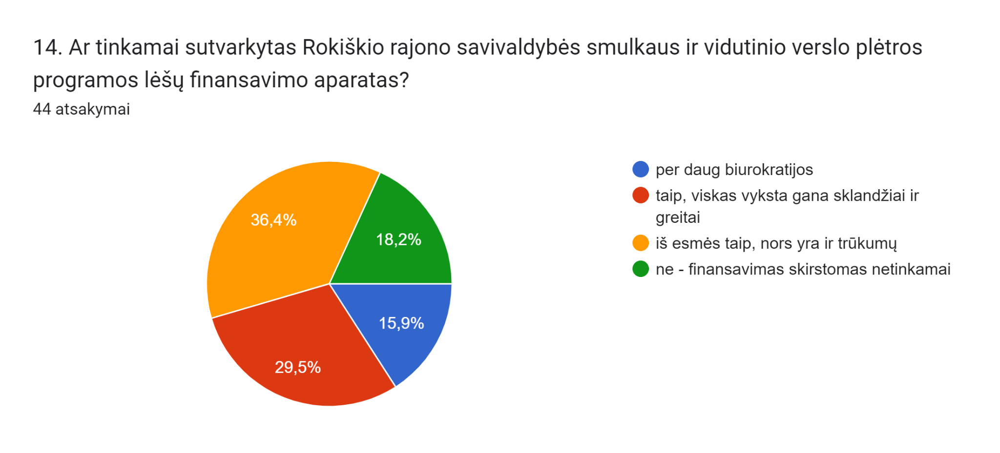 14. Ar tinkamai sutvarkytas Rokiškio rajono savivaldybės smulkaus ir vidutinio verslo plėtros
programos lėšų finansavimo aparatas?
44 atsakymai
36,4%
18,2%
15,9%
29,5%
per daug biurokratijos
taip, viskas vyksta gana sklandžiai ir
greitai
iš esmės taip, nors yra ir trūkumų
ne - finansavimas skirstomas netinkamai